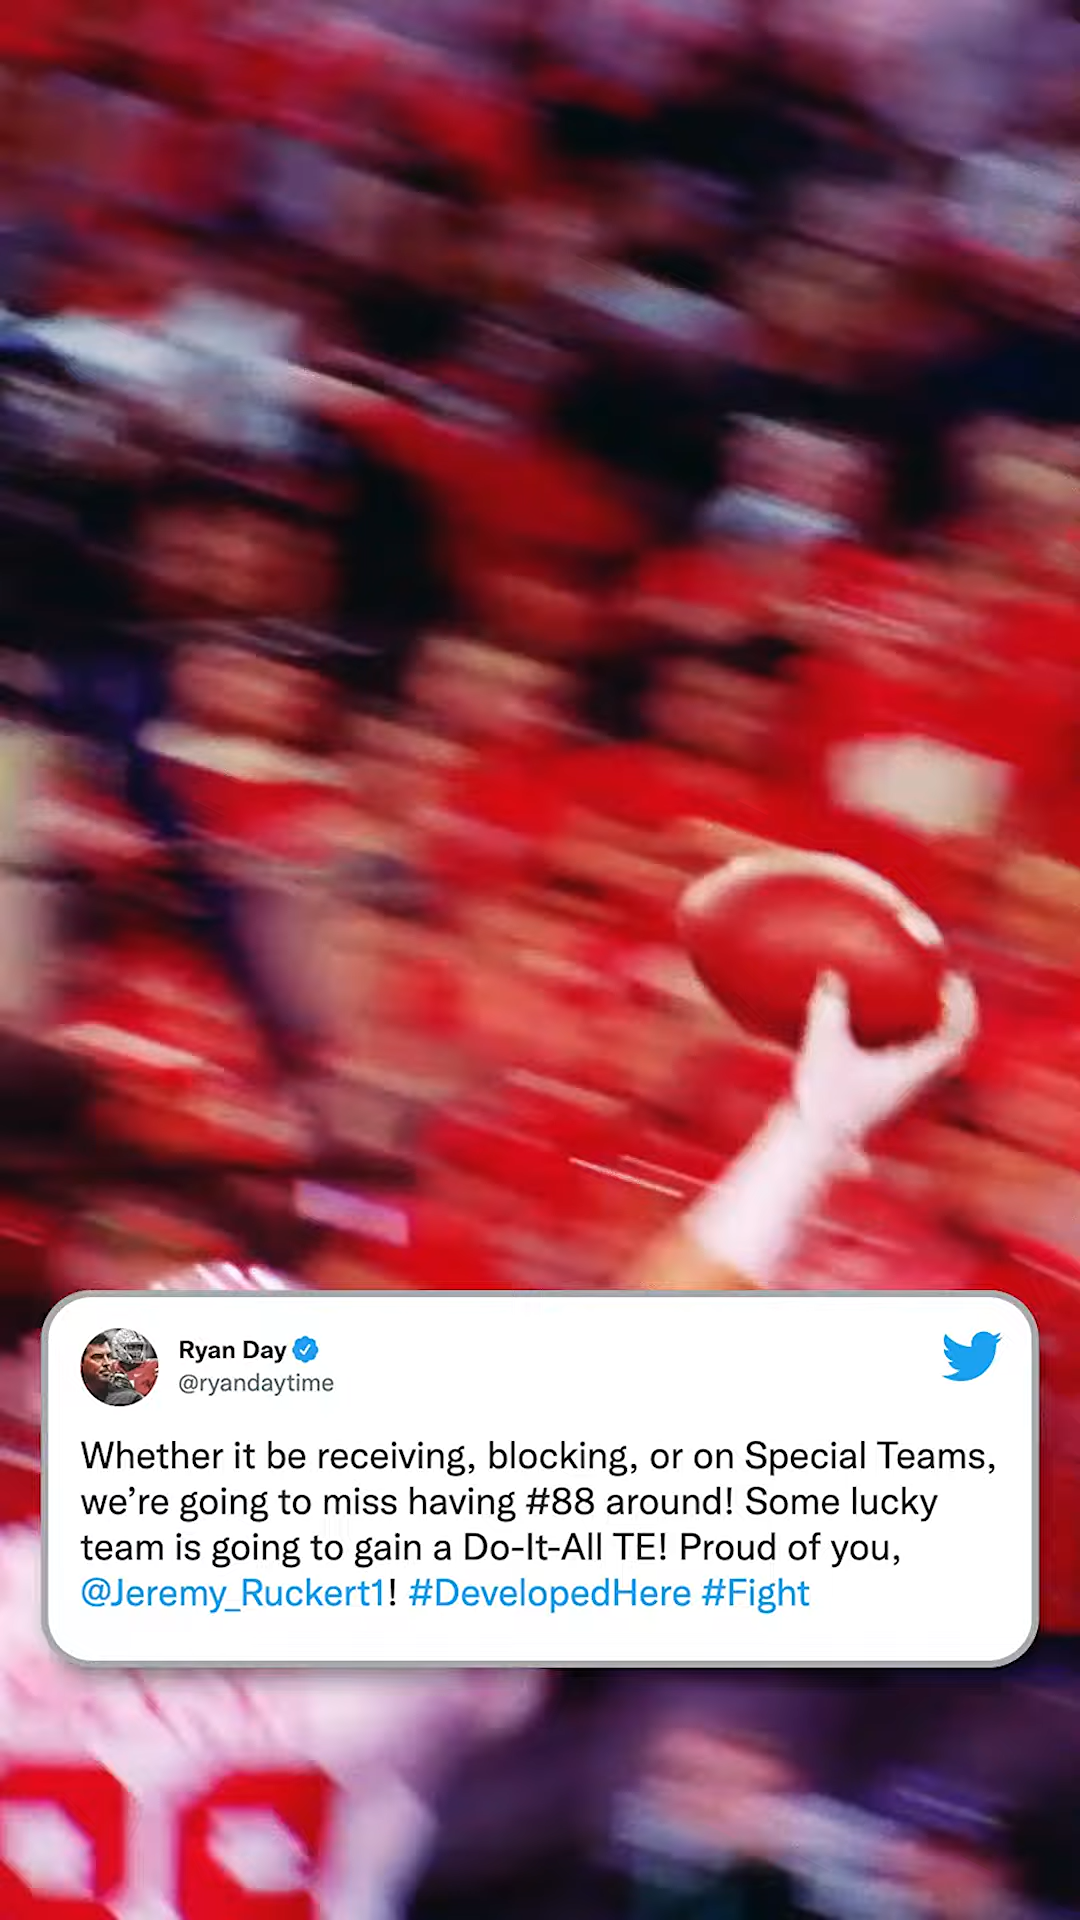 Ryan Day
@ryandaytime
Whether it be receiving, blocking, or on Special Teams,
we’re going to miss having #88 around! Some lucky
team is going to gain a Do-It-All TE! Proud of you,
@Jeremy_Ruckert1! #DevelopedHere #Fight